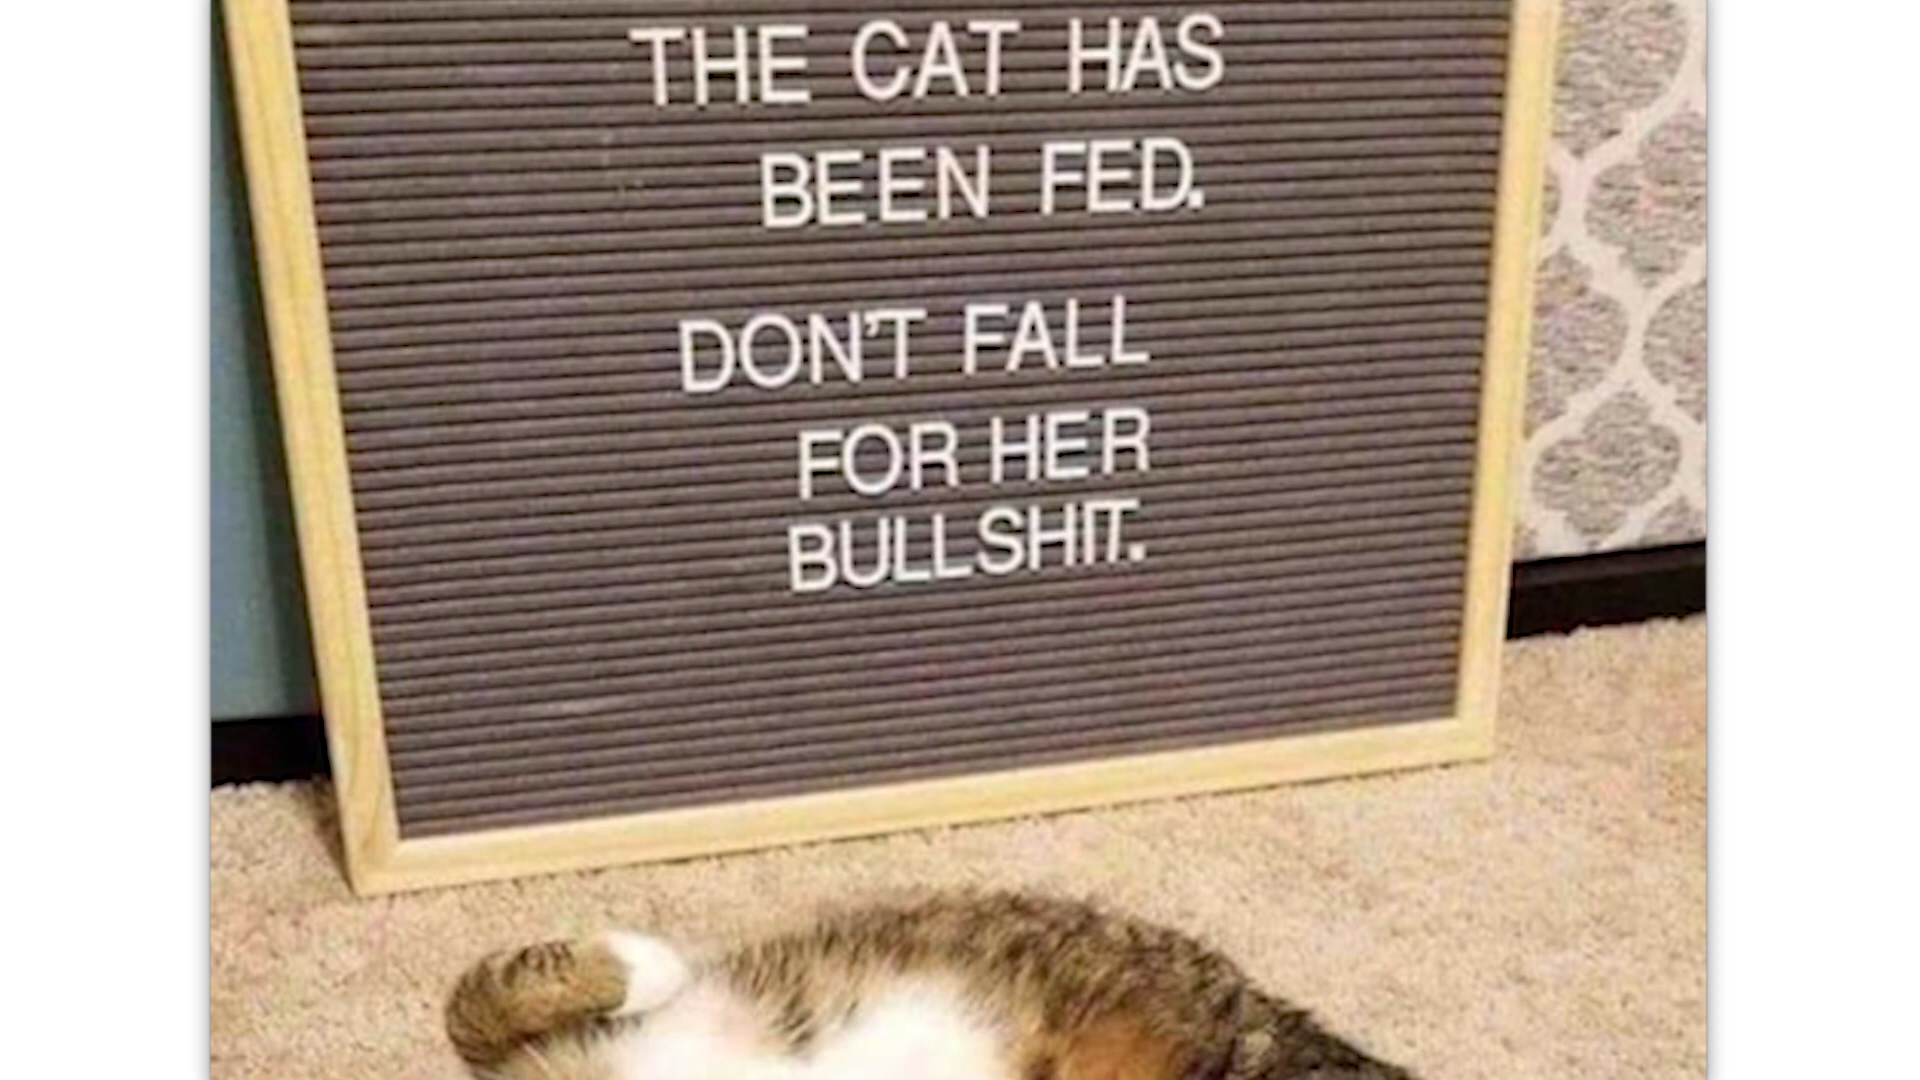 THE CAT HAS
BEEN FED.
DON'T FALL
FOR HER
BULLSHIT.